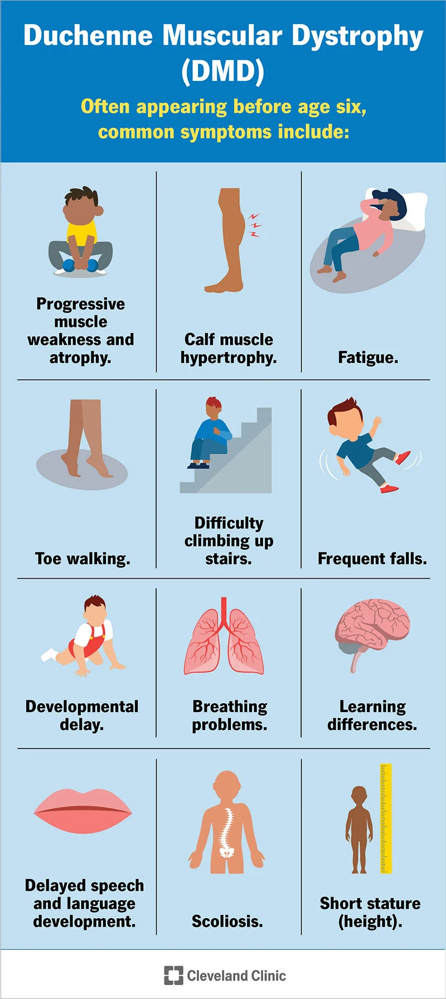 Duchenne Muscular Dystrophy
(DMD)
Often appearing before age six,
common symptoms include:
Progressive
muscle
weakness and
atrophy.
Calf muscle
hypertrophy.
Fatigue.
Toe walking.
Difficulty
climbing up
stairs.
Frequent falls.
Developmental
delay.
Breathing
problems.
Learning
differences.
Delayed speech
and language
development.
Scoliosis.
Short stature
(height).
Cleveland Clinic